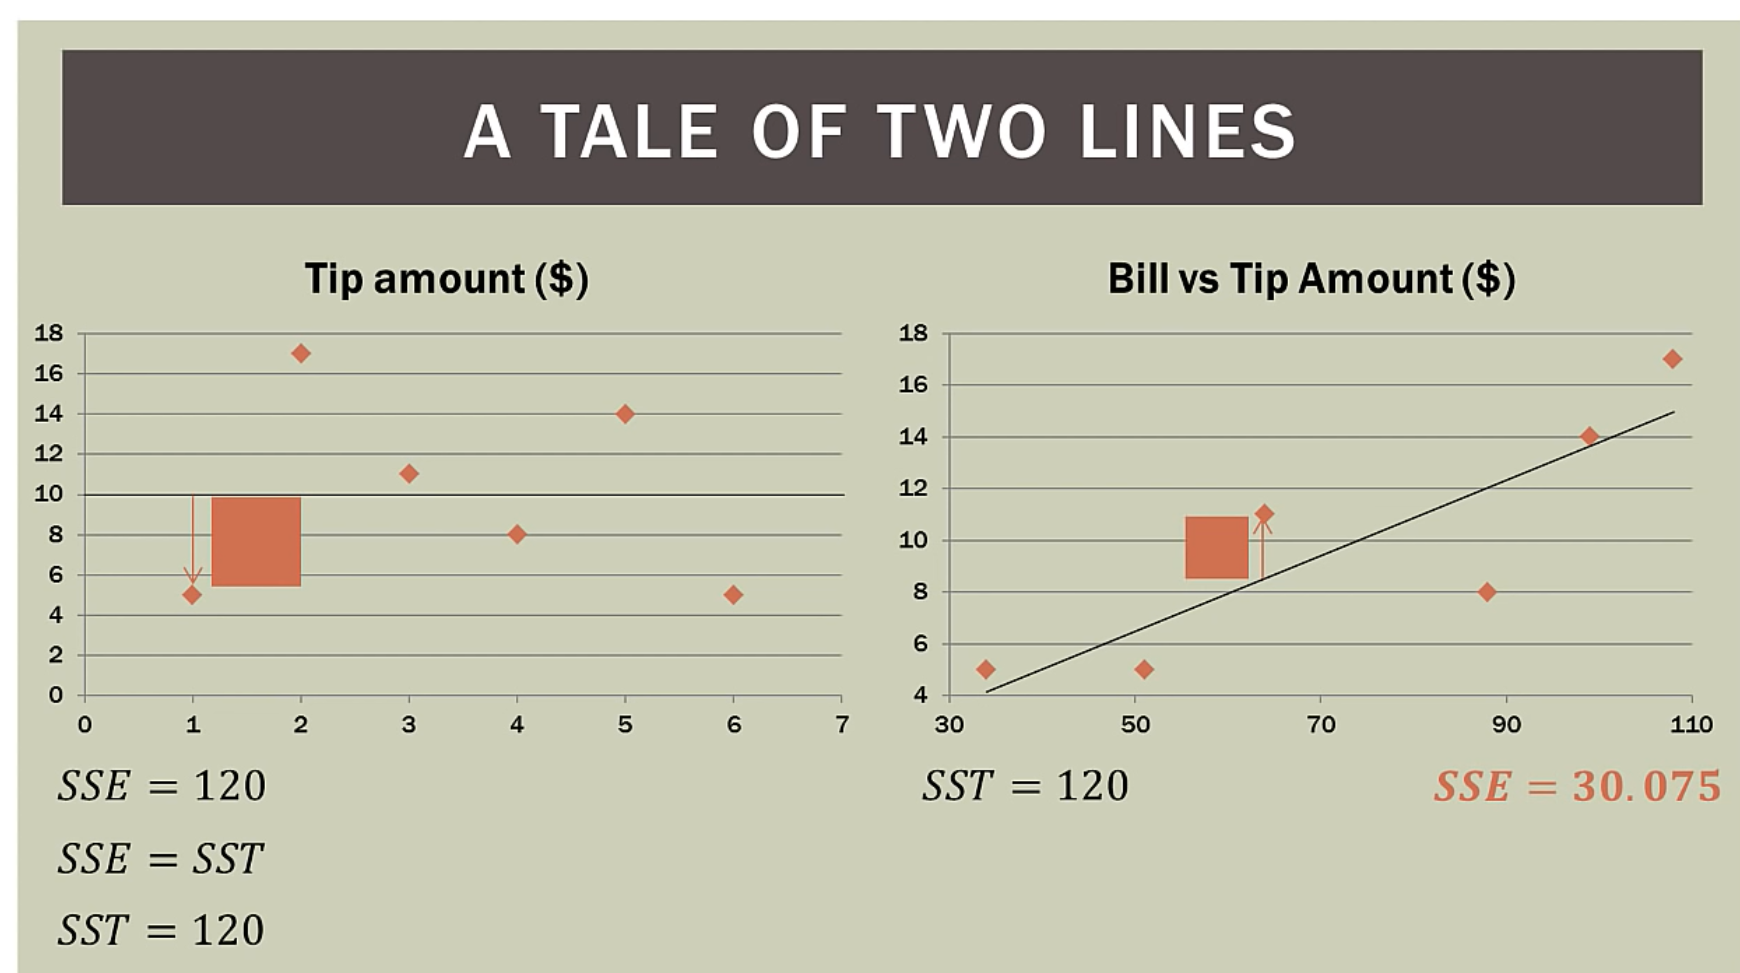 A TALE OF TWO LINES
Tip amount ($)
18
16
14
12
10
8
6
4
2
0
0 1 2 3 4 5 6 7
SSE = 120
SSE = SST
SST = 120
Bill vs Tip Amount ($)
18
16
14
12
10
8
6
4
30 50 70 90 110
SST = 120 SSE = 30.075